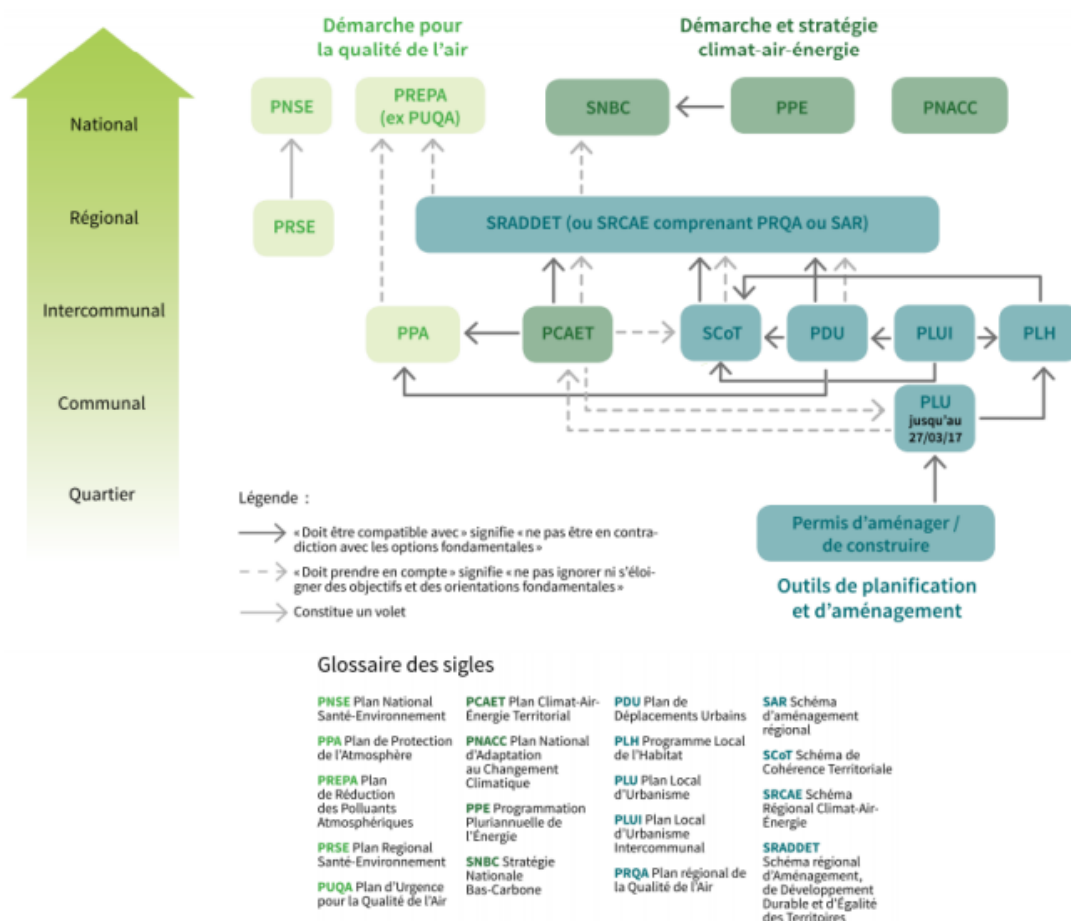 Démarche pour
la qualité de l'air
Démarche et stratégie
climat-air-énergie
National
PNSE
PREPA
(ex PUQA)
SNBC
PPE
PNACC
Régional
PRSE
SRADDET (ou SRCAE comprenant PRQA ou SAR)
Intercommunal
PPA
PCAET
SCoT
PDU
PLUI
PLH
Communal
PLU
jusqu'au
27/03/17
Quartier
Permis d'aménager /
de construire
Outils de planification
et d'aménagement
Légende :
« Doit être compatible avec » signifie « ne pas être en contra-
diction avec les options fondamentales »
« Doit prendre en compte » signifie « ne pas ignorer ni s'éloi-
gner des objectifs et des orientations fondamentales »
Constitue un volet
Glossaire des sigles
PNSE Plan National
Santé-Environnement
PPA Plan de Protection
de l'Atmosphère
PREPA Plan
de Réduction
des Polluants
Atmosphériques
PRSE Plan Regional
Santé-Environnement
PUQA Plan d'Urgence
pour la Qualité de l'Air
PCAET Plan Climat-Air-
Énergie Territorial
PNACC Plan National
d'Adaptation
au Changement
Climatique
PPE Programmation
Pluriannuelle de
l'Énergie
SNBC Stratégie
Nationale
Bas-Carbone
PDU Plan de
Déplacements Urbains
PLH Programme Local
de l'Habitat
PLU Plan Local
d'Urbanisme
PLUI Plan Local
d'Urbanisme
Intercommunal
PRQA Plan régional de
la Qualité de l'Air
SAR Schéma
d'aménagement
régional
SCoT Schéma de
Cohérence Territoriale
SRCAE Schéma
Régional Climat-Air-
Énergie
SRADDET
Schéma régional
d'Aménagement,
de Développement
Durable et d'Égalité
des Territoires